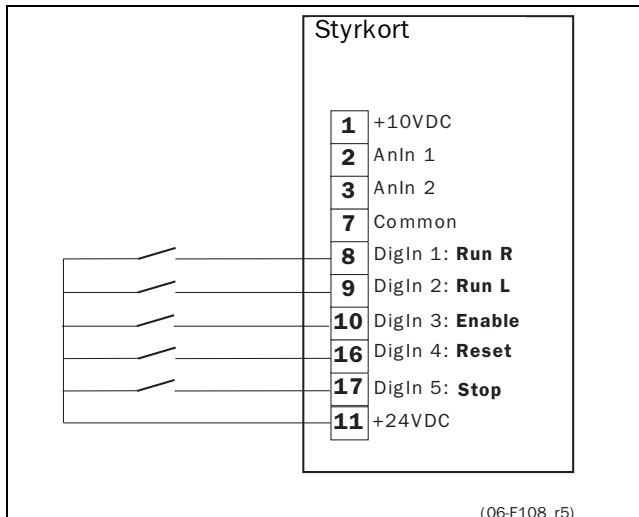 Styrkort
1 +10VDC
2 AnIn 1
3 AnIn 2
7 Common
8 DigIn 1: Run R
9 DigIn 2: Run L
10 DigIn 3: Enable
16 DigIn 4: Reset
17 DigIn 5: Stop
11 +24VDC
(06-F108_r5)